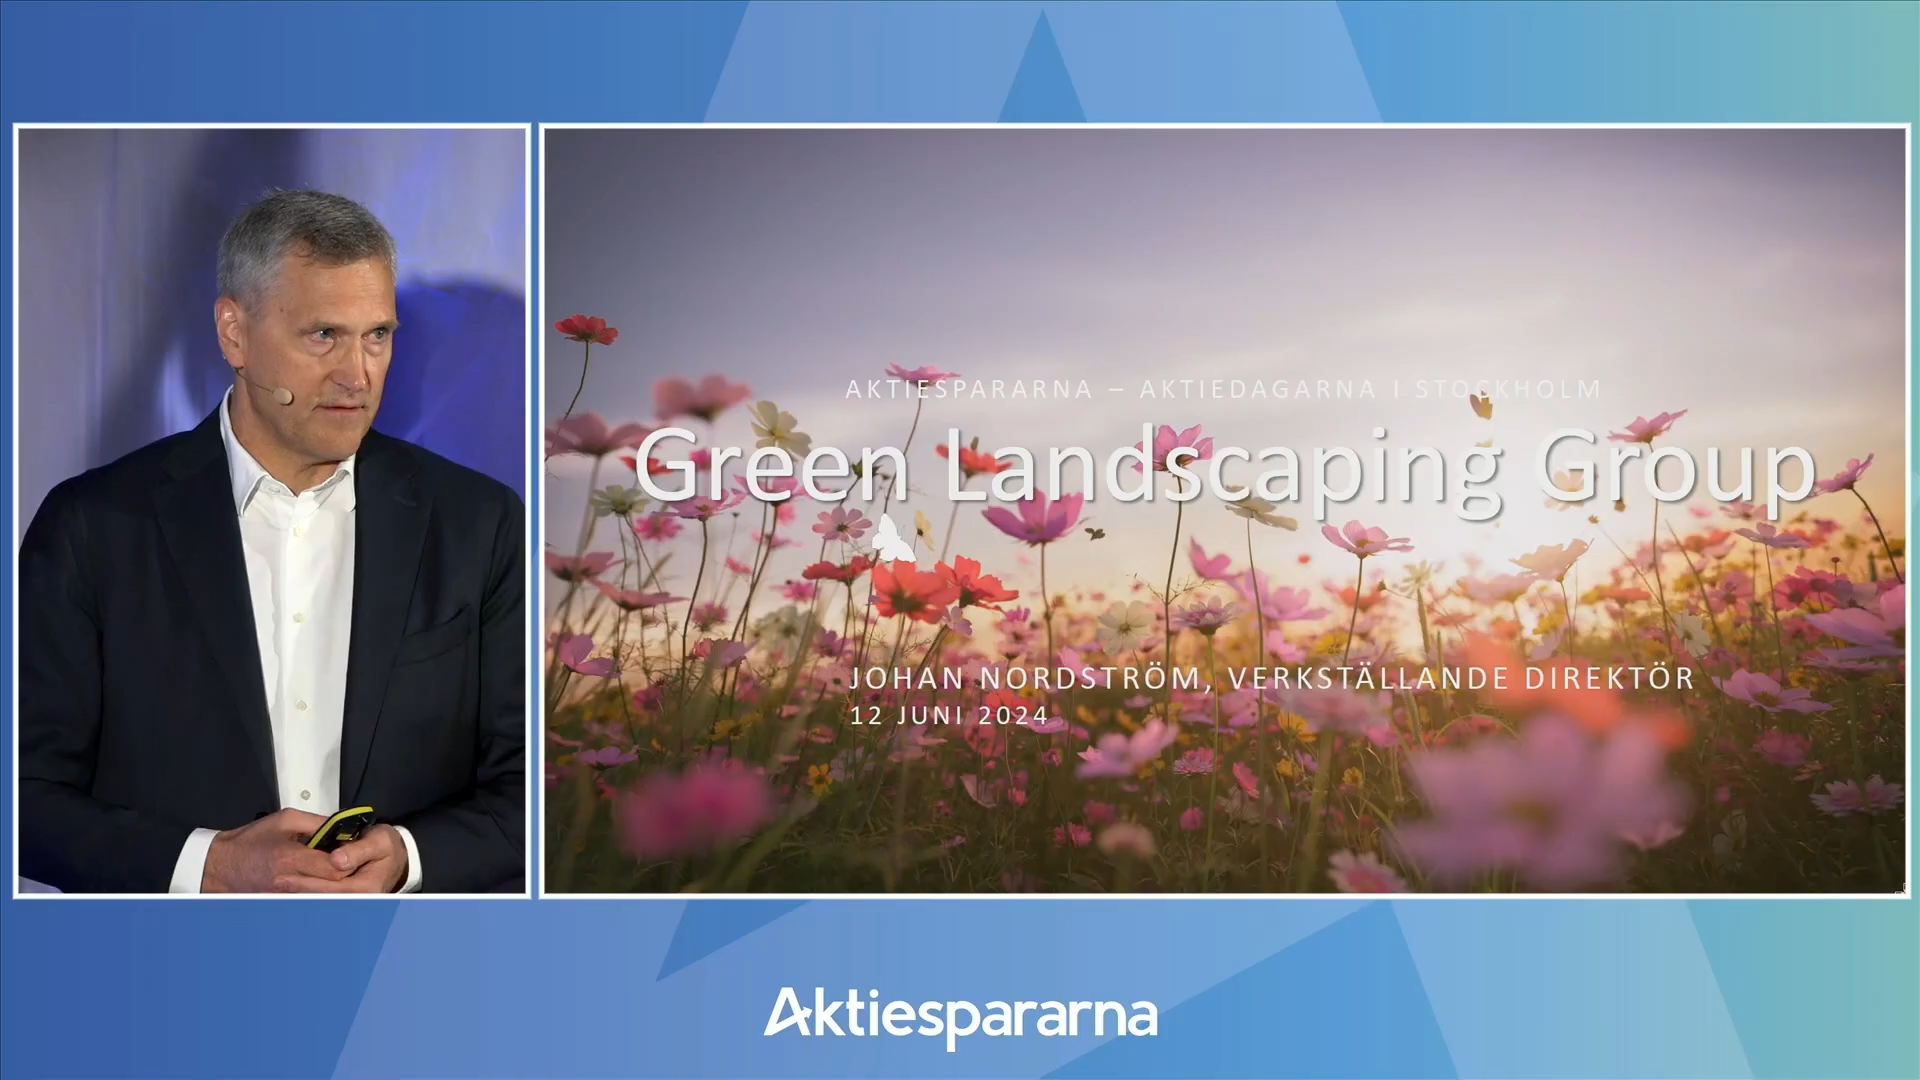 AKTIESPARARNA – AKTIEDAGARNA I STOCKHOLM
Green Landscaping Group
JOHAN NORDSTRÖM, VERKSTÄLLANDE DIREKTÖR
12 JUNI 2024
Aktiespararna